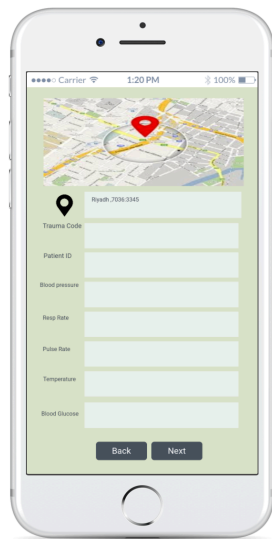 Carrier 1:20 PM 100%
Riyadh ,7036:3345
Trauma Code
Patient ID
Blood pressure
Resp Rate
Pulse Rate
Temperature
Blood Glucose
Back Next